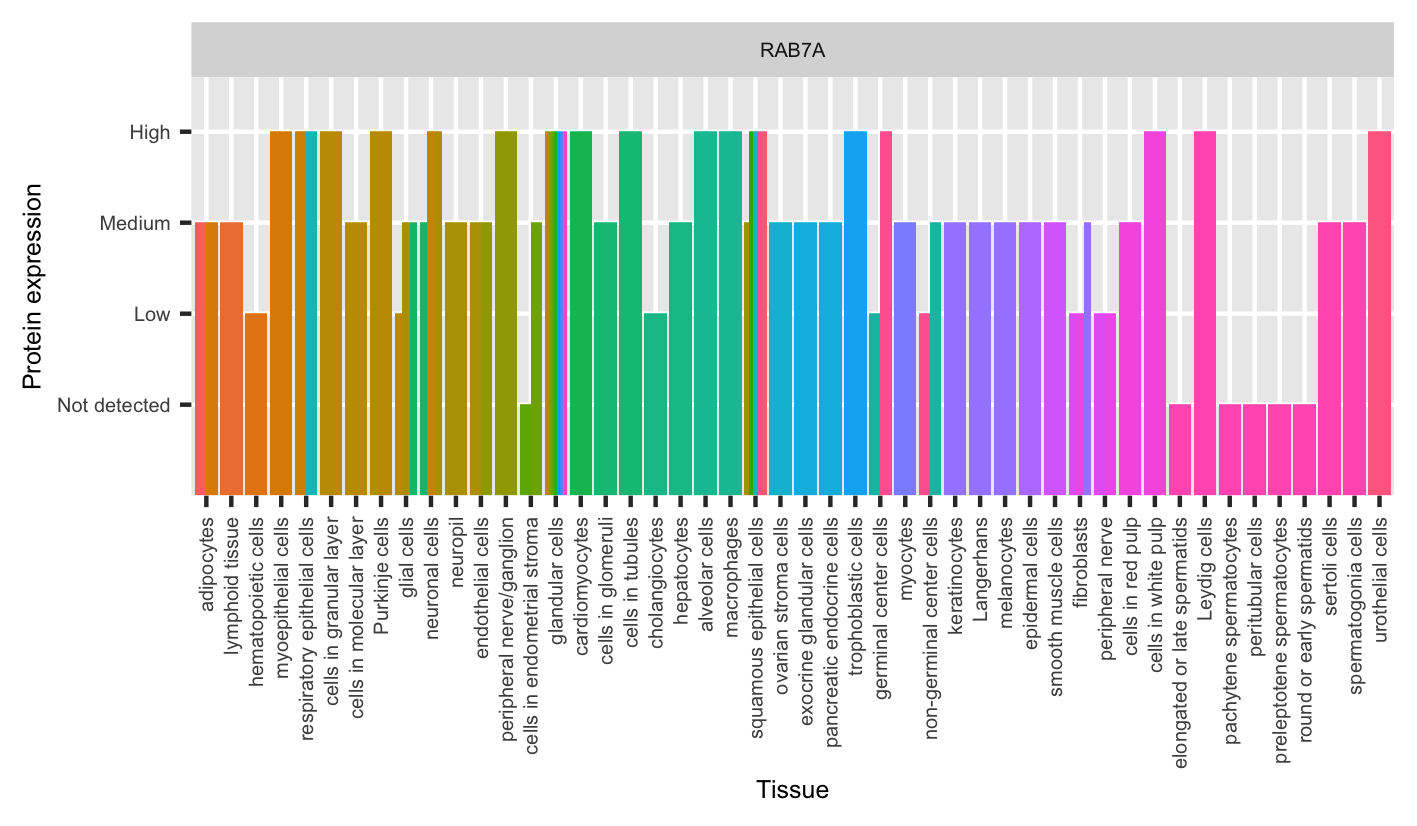 RAB7A
Protein expression
High
Medium
Low
Not detected
adipocytes
lymphoid tissue
hematopoietic cells
myoepithelial cells
respiratory epithelial cells
cells in granular layer
cells in molecular layer
Purkinje cells
glial cells
neuronal cells
neuropil
endothelial cells
peripheral nerve/ganglion
cells in endometrial stroma
glandular cells
cardiomyocytes
cells in glomeruli
cells in tubules
cholangiocytes
hepatocytes
alveolar cells
macrophages
squamous epithelial cells
ovarian stroma cells
exocrine glandular cells
pancreatic endocrine cells
trophoblastic cells
germinal center cells
myocytes
non-germinal center cells
keratinocytes
Langerhans
melanocytes
epidermal cells
smooth muscle cells
fibroblasts
peripheral nerve
cells in red pulp
cells in white pulp
elongated or late spermatids
Leydig cells
pachytene spermatocytes
peritubular cells
preleptotene spermatocytes
round or early spermatids
sertoli cells
spermatogonia cells
urothelial cells
Tissue